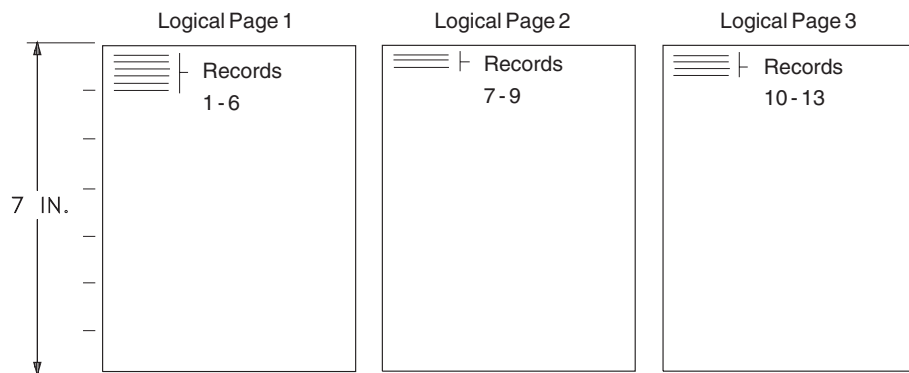 Logical Page 1
Logical Page 2
Logical Page 3
Records
1 - 6
Records
7 - 9
Records
10 - 13
7 IN.